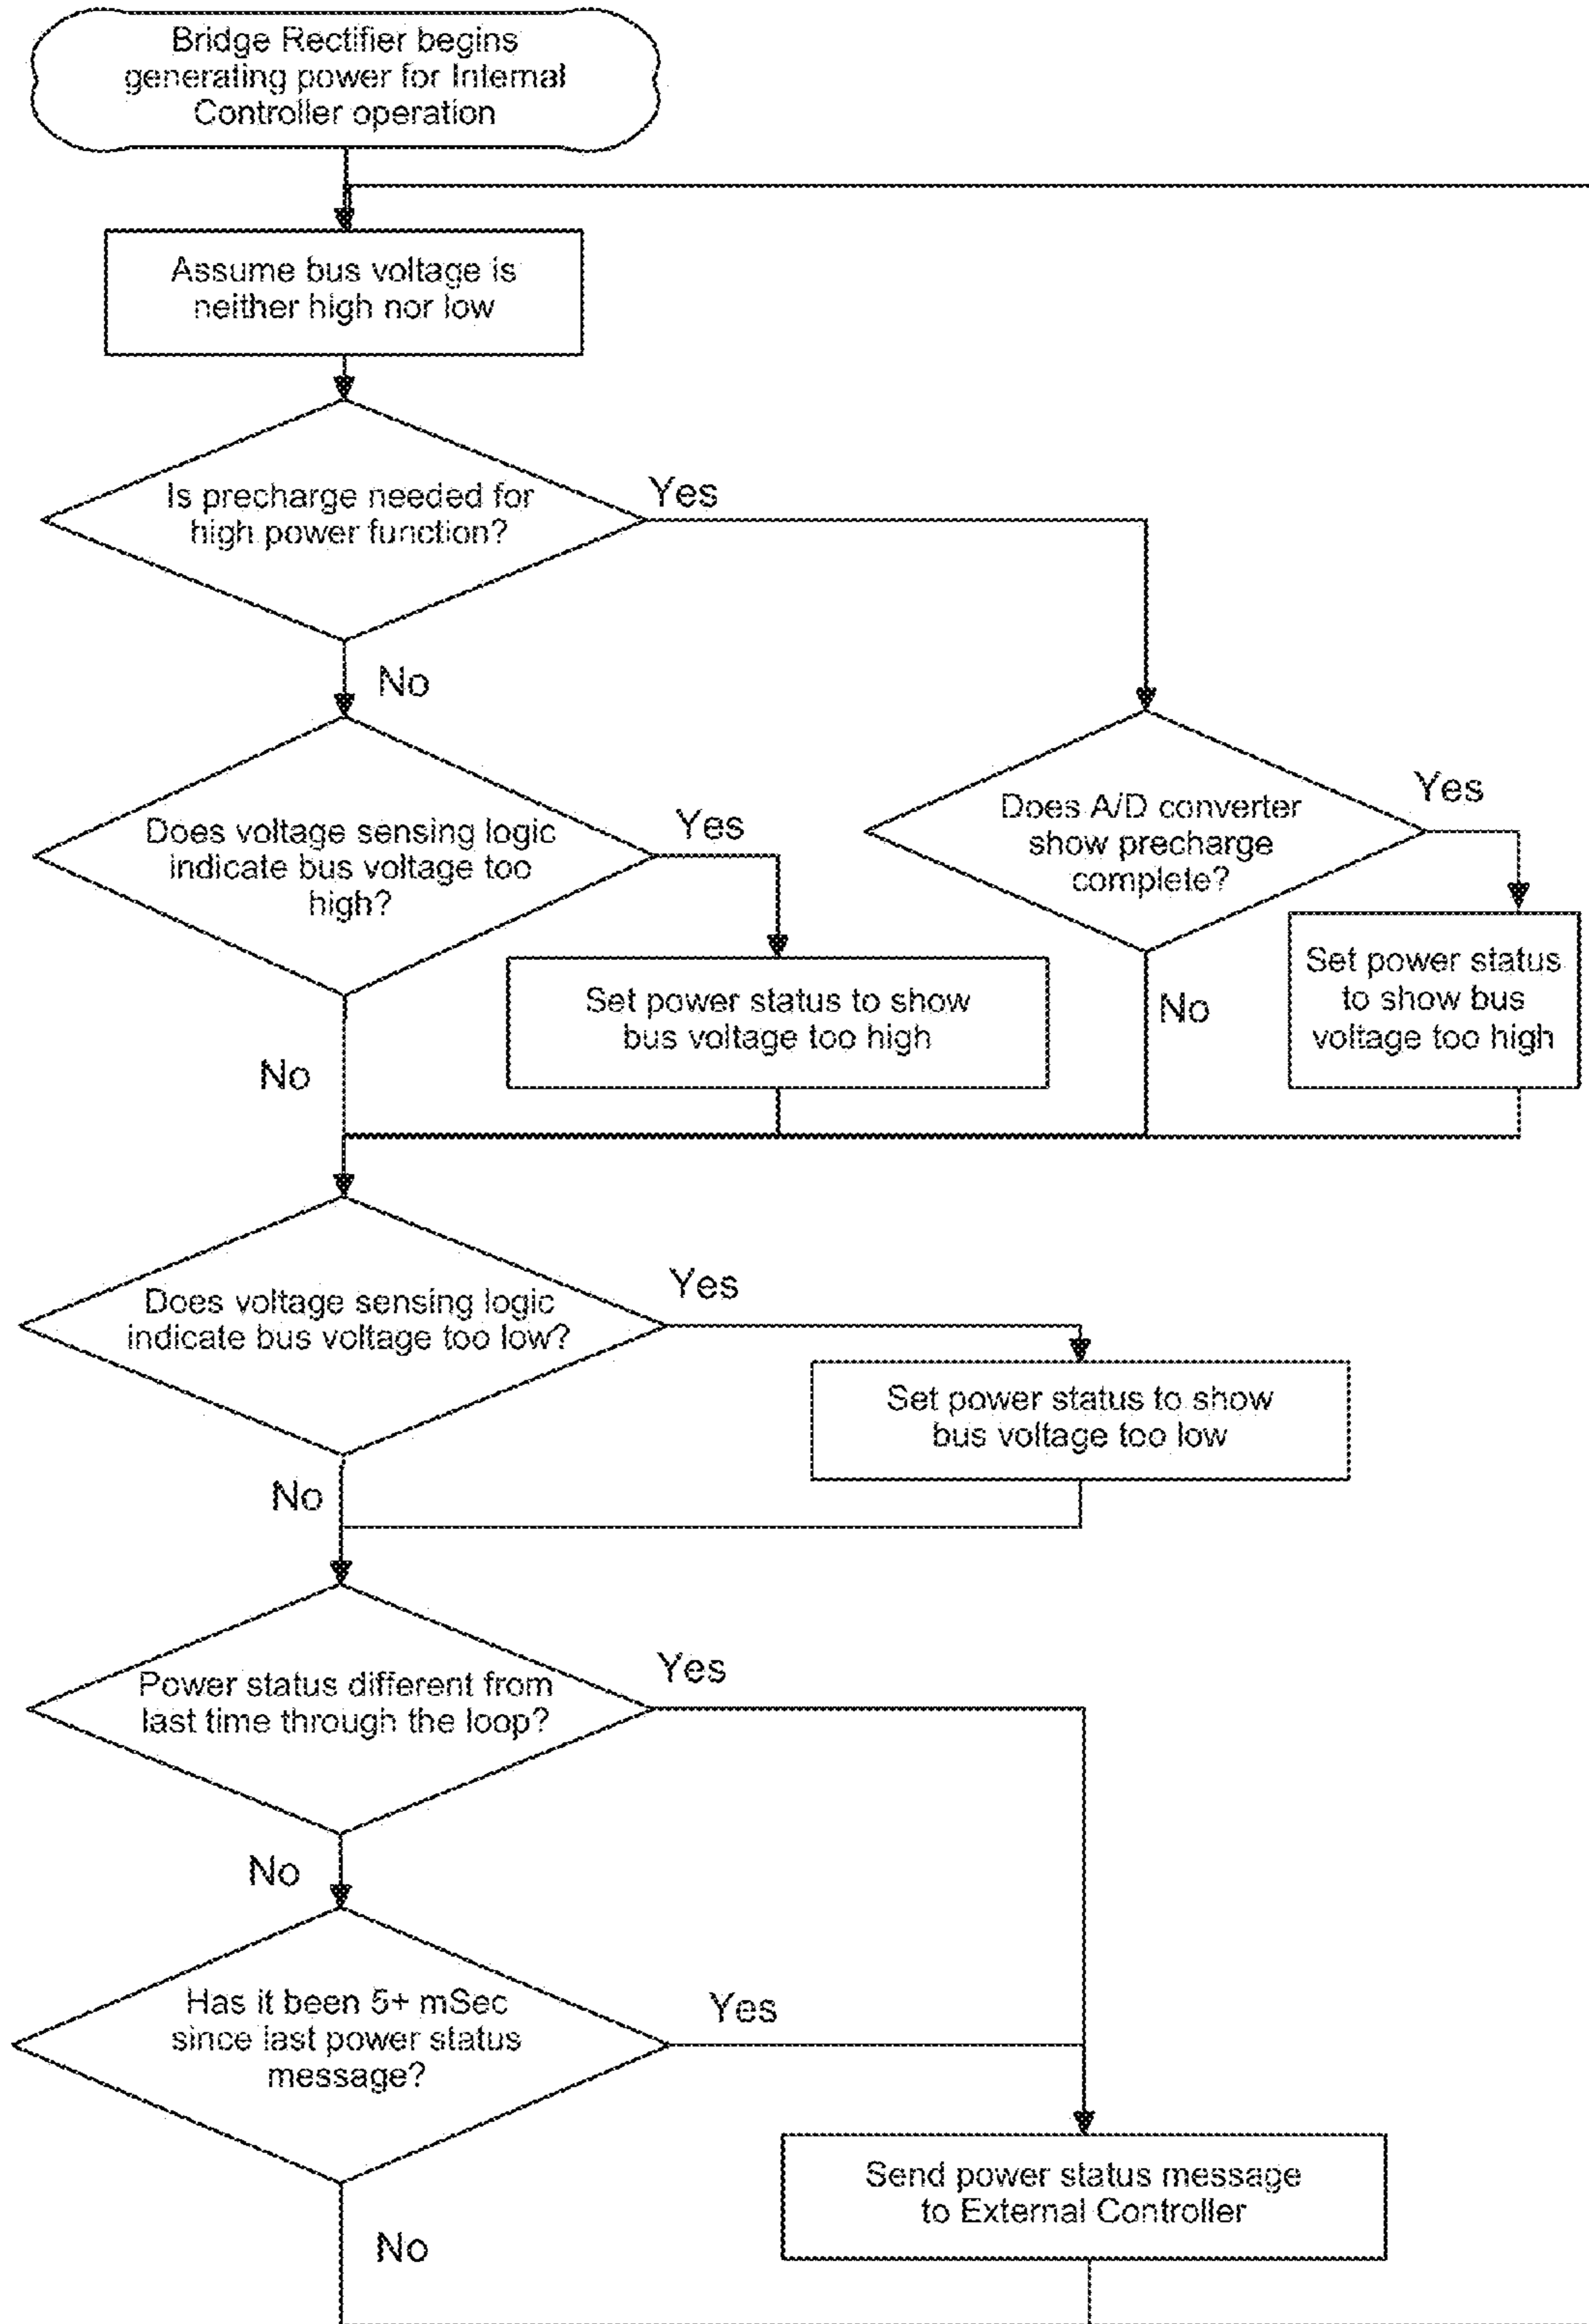 Bridge Rectifier begins
generating power for Internal
Controller operation
Assume bus voltage is
neither high nor low
Is precharge needed for
high power function?
Yes
No
Does voltage sensing logic
indicate bus voltage too
high?
Yes
Does A/D converter
show precharge
complete?
Yes
Set power status to show
bus voltage too high
No
Set power status
to show bus
voltage too high
No
Does voltage sensing logic
indicate bus voltage too low?
Yes
Set power status to show
bus voltage too low
No
Power status different from
last time through the loop?
Yes
No
Has it been 5+ mSec
since last power status
message?
Yes
Send power status message
to External Controller
No